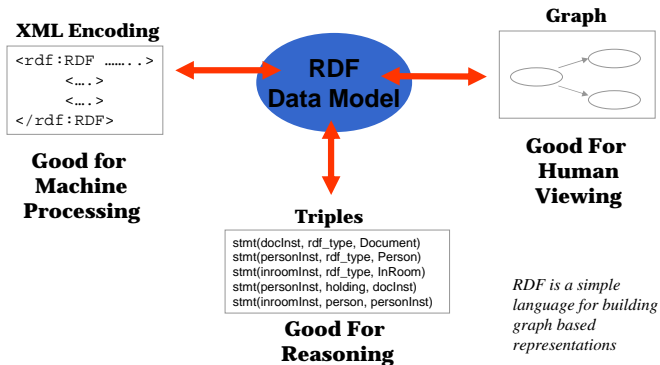 XML Encoding
<rdf:RDF ……..>
<….>
<….>
</rdf:RDF>
Good for
Machine
Processing
RDF
Data Model
Graph
Good For
Human
Viewing
Triples
stmt(docInst, rdf_type, Document)
stmt(personInst, rdf_type, Person)
stmt(inroomInst, rdf_type, InRoom)
stmt(personInst, holding, docInst)
stmt(inroomInst, person, personInst)
Good For
Reasoning
RDF is a simple
language for building
graph based
representations